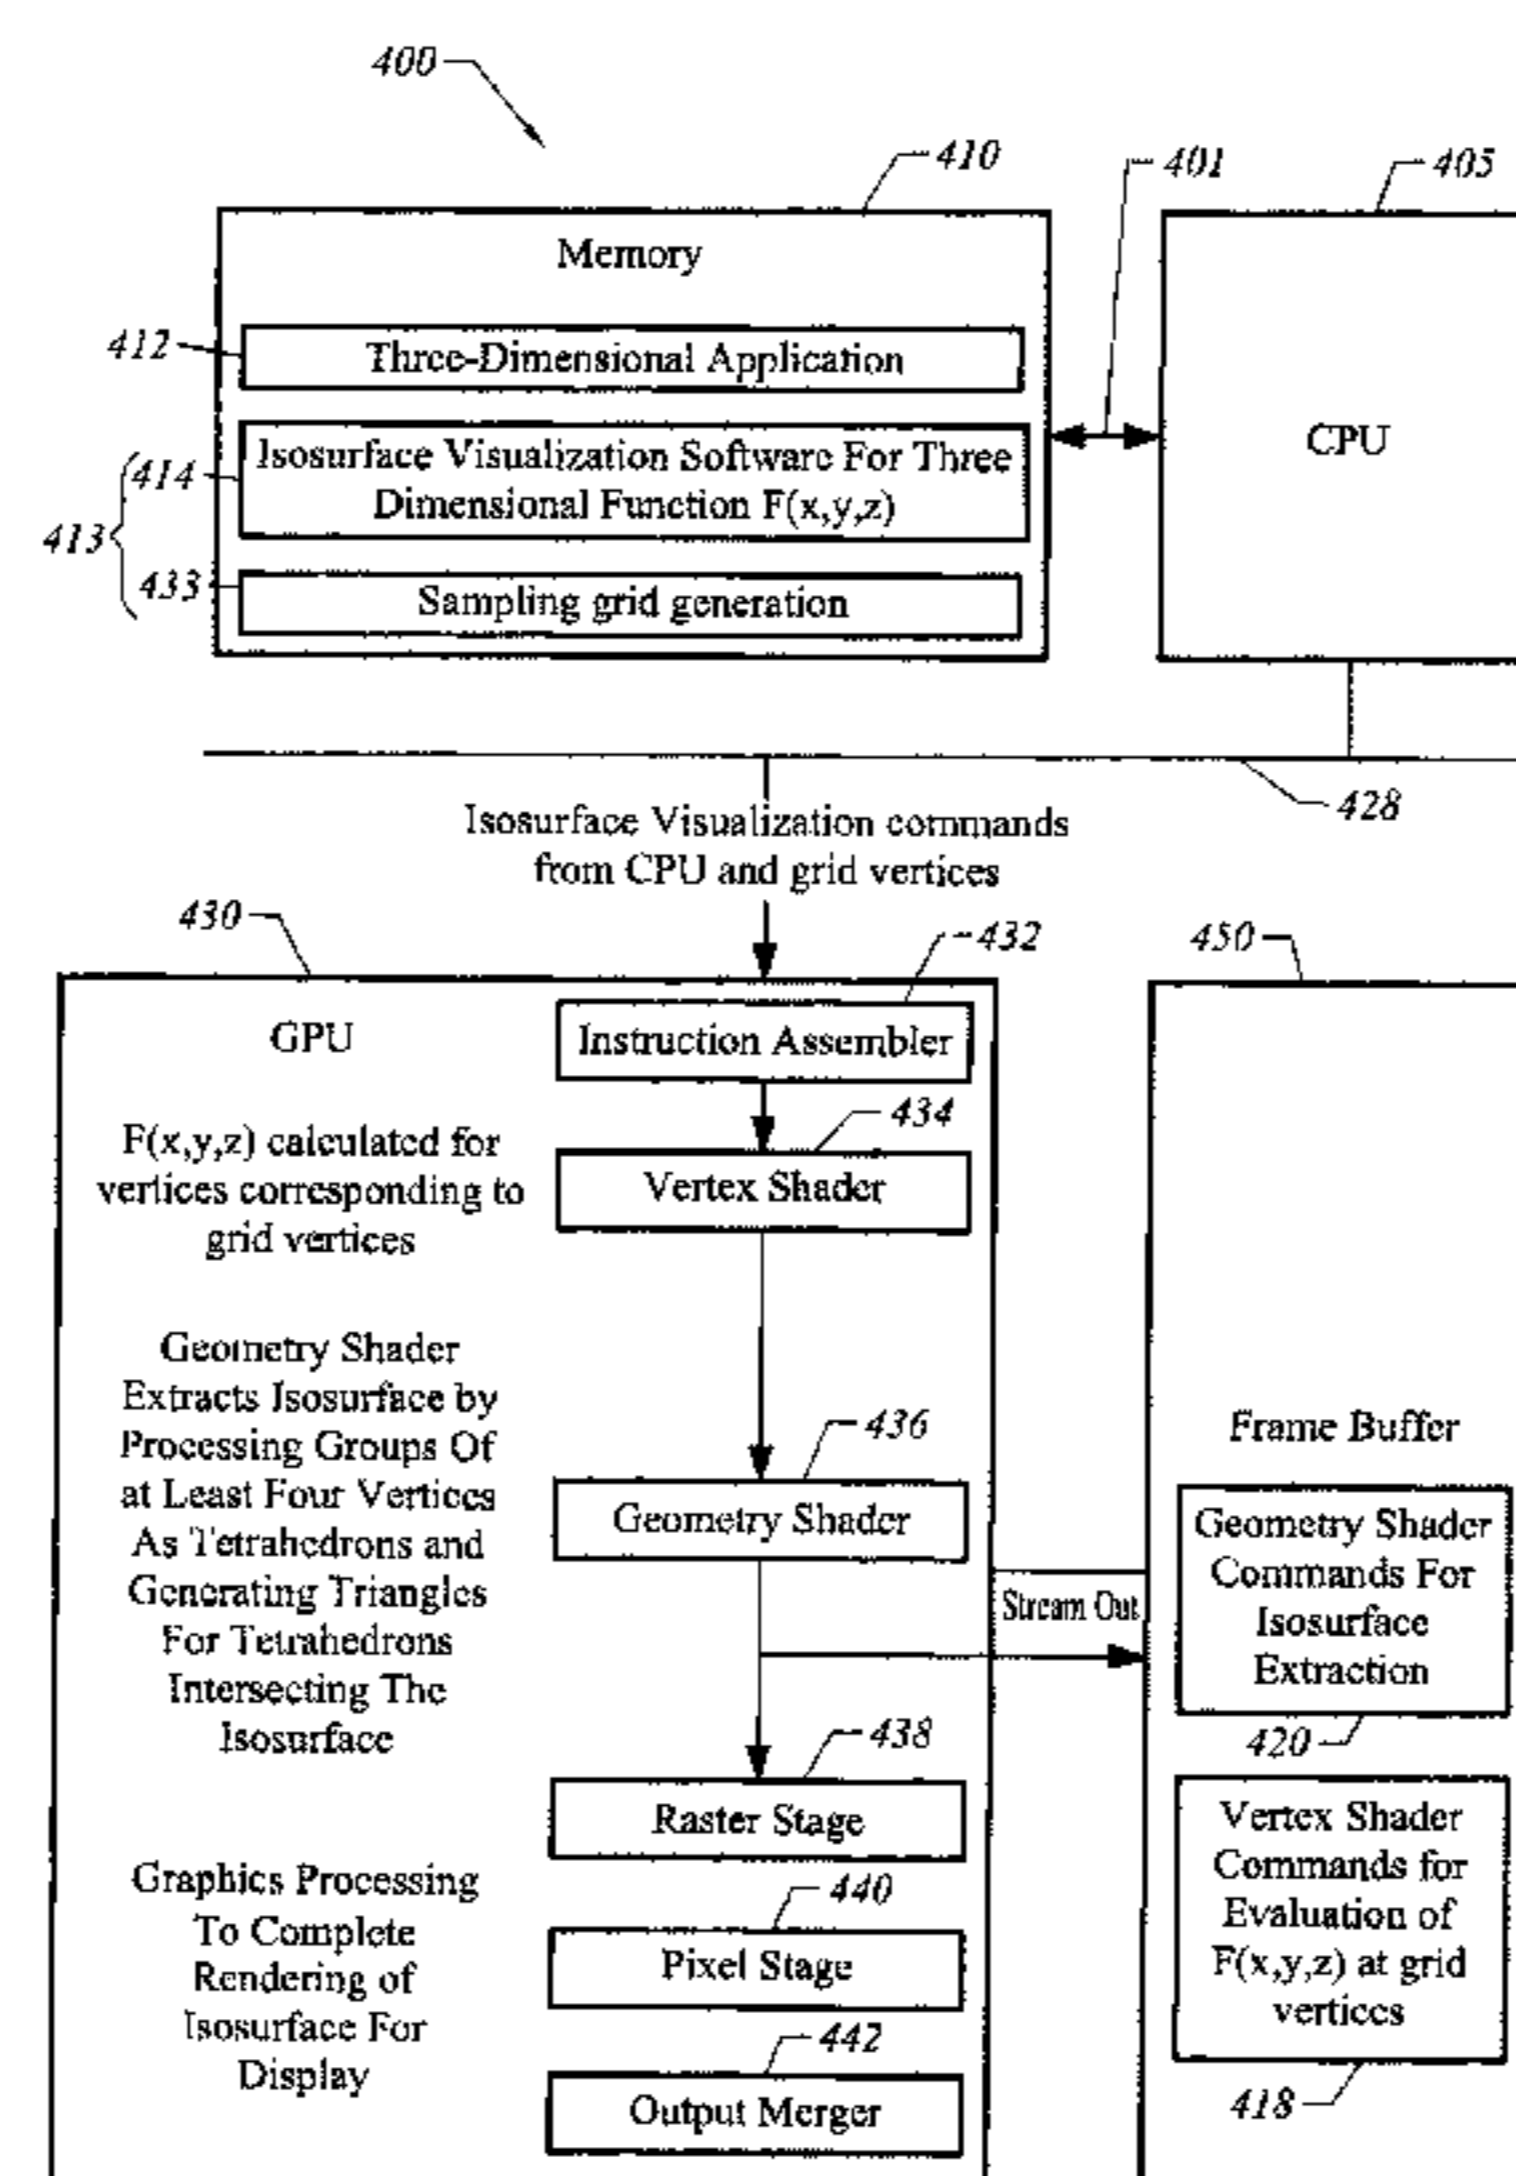 400
410
401
405
Memory
412
Three-Dimensional Application
414
Isosurface Visualization Software For Three
Dimensional Function F(x,y,z)
413
433
Sampling grid generation
CPU
428
Isosurface Visualization commands
from CPU and grid vertices
430
432
450
GPU
Instruction Assembler
434
F(x,y,z) calculated for
vertices corresponding to
grid vertices
Vertex Shader
Geometry Shader
Extracts Isosurface by
Processing Groups Of
at Least Four Vertices
As Tetrahedrons and
Generating Triangles
For Tetrahedrons
Intersecting The
Isosurface
436
Geometry Shader
Stream Out
438
Raster Stage
Graphics Processing
To Complete
Rendering of
Isosurface For
Display
440
Pixel Stage
442
Output Merger
Frame Buffer
Geometry Shader
Commands For
Isosurface
Extraction
420
Vertex Shader
Commands for
Evaluation of
F(x,y,z) at grid
vertices
418